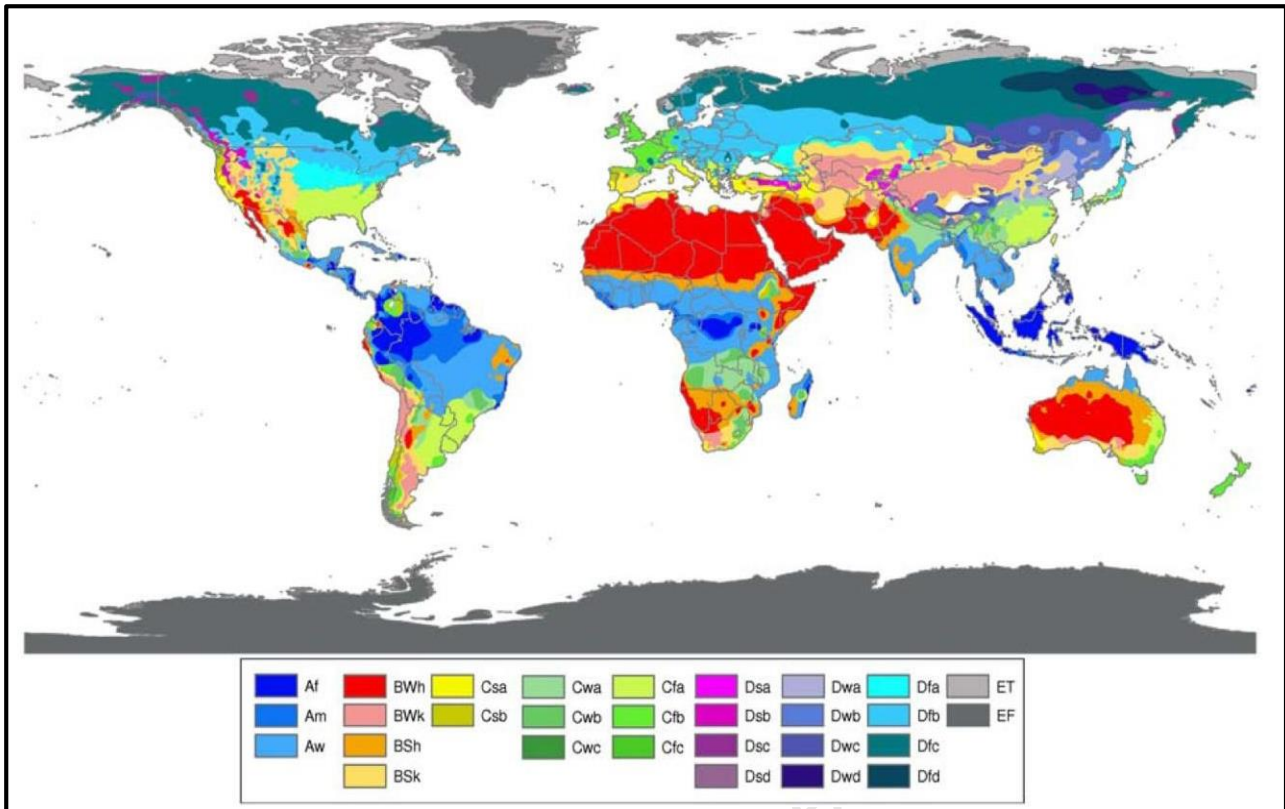 Af BWh Csa Cwa Cfa Dsa Dwa Dfa ET
Am BWk Csb Cwb Cfb Dsb Dwb Dfb EF
Aw BSh Cwc Cfc Dsc Dwc Dfc
BSk Dsd Dwd Dfd